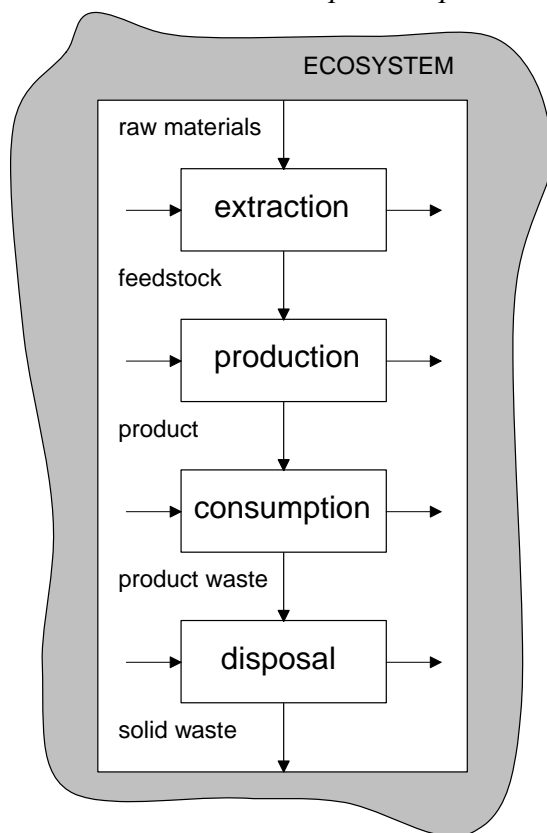 ECOSYSTEM
raw materials
extraction
feedstock
production
product
consumption
product waste
disposal
solid waste